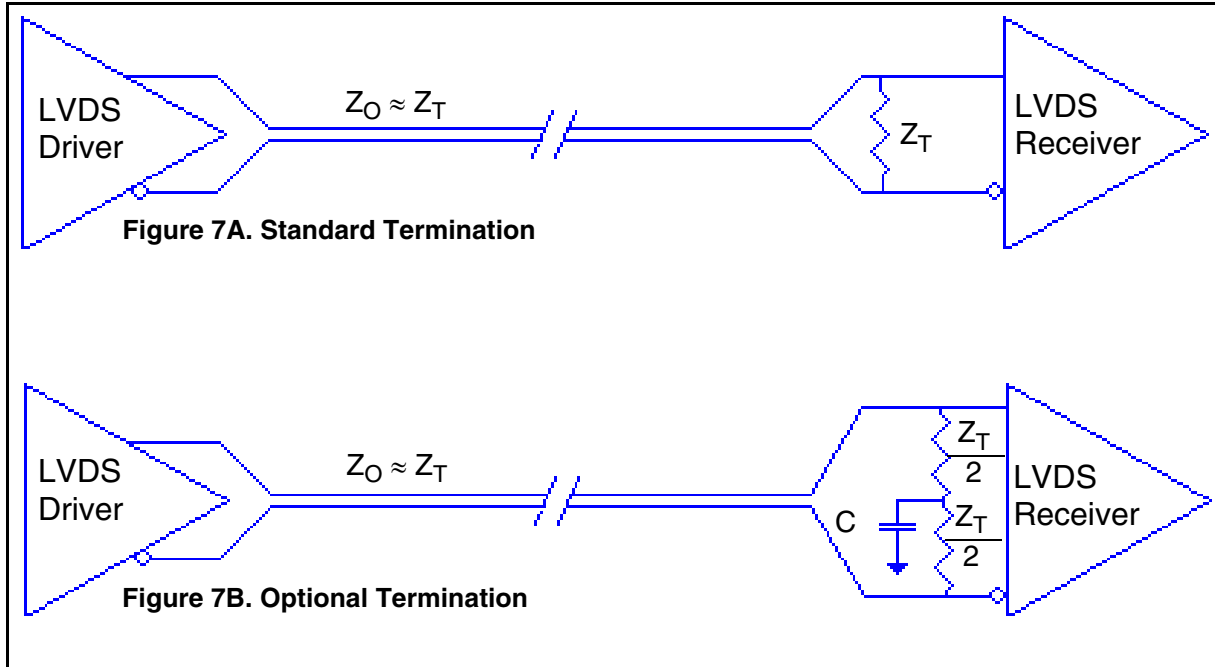 LVDS
Driver
Z_O ≈ Z_T
Z_T
LVDS
Receiver
Figure 7A. Standard Termination
LVDS
Driver
Z_O ≈ Z_T
C
Z_T
2
Z_T
2
LVDS
Receiver
Figure 7B. Optional Termination